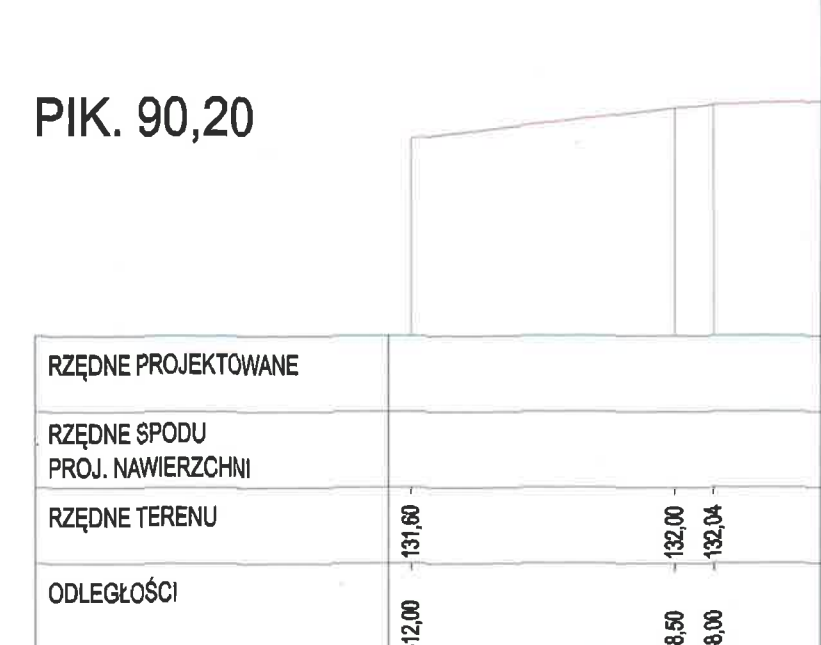 PIK. 90,20
RZĘDNE PROJEKTOWANE
RZĘDNE SPODU
PROJ. NAWIERZCHNI
RZĘDNE TERENU
131,60
132,00
132,04
ODLEGŁOŚCI
12,00
8,50
8,00